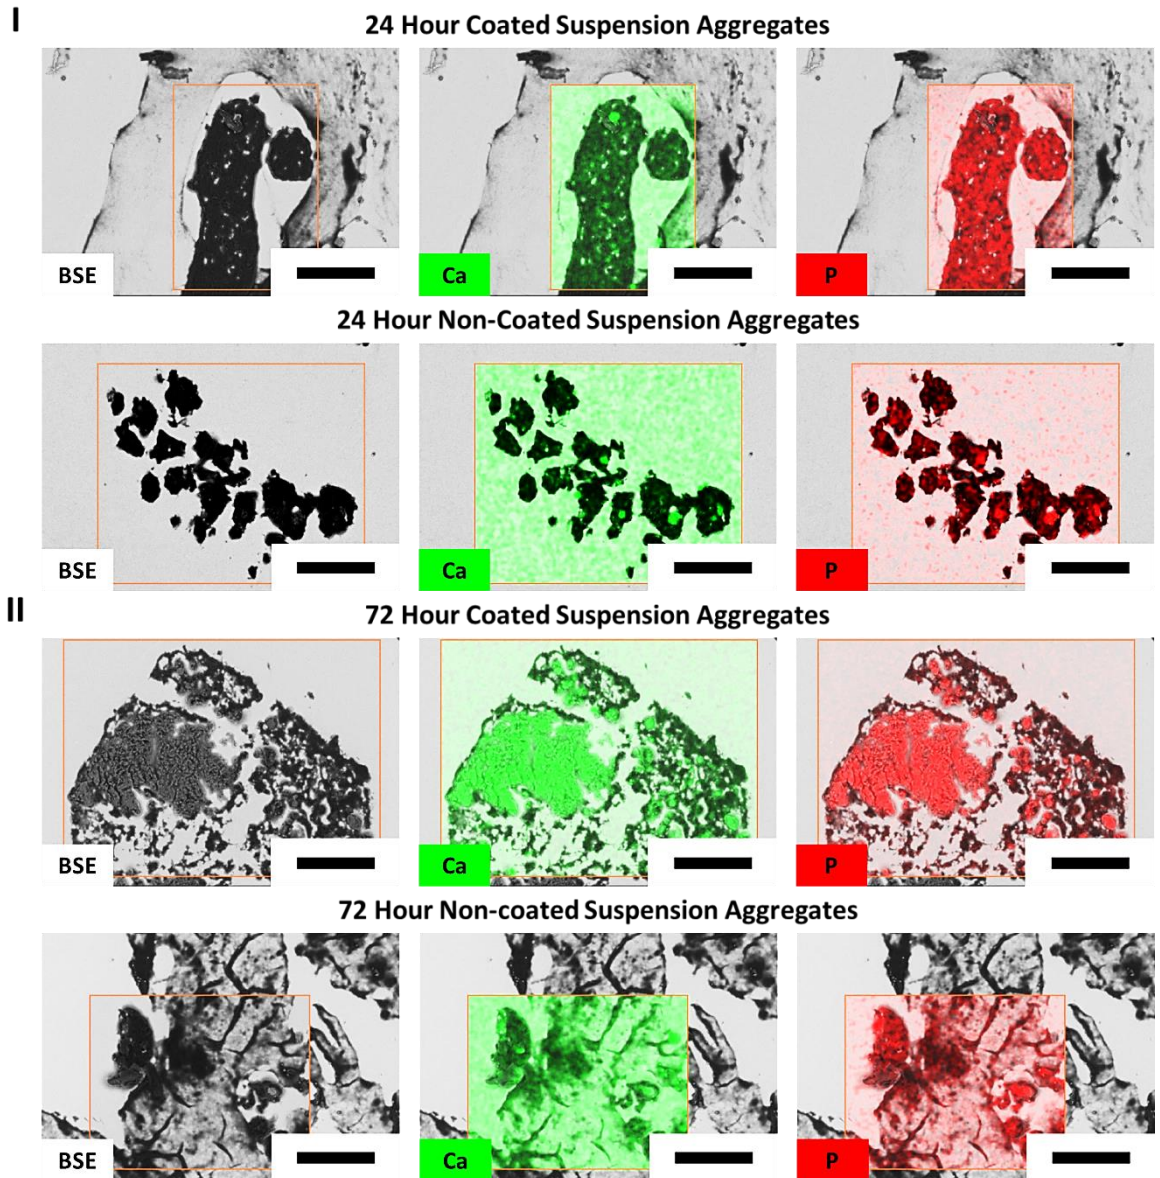 I
24 Hour Coated Suspension Aggregates
BSE
Ca
P
24 Hour Non-Coated Suspension Aggregates
BSE
Ca
P
II
72 Hour Coated Suspension Aggregates
BSE
Ca
P
72 Hour Non-coated Suspension Aggregates
BSE
Ca
P